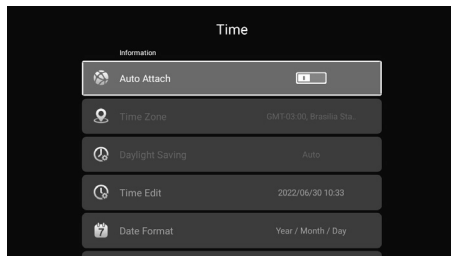 Time
Information
Auto Attach
Time Zone GMT-03:00, Brasilia Sta.
Daylight Saving Auto
Time Edit 2022/06/30 10:33
Date Format Year / Month / Day